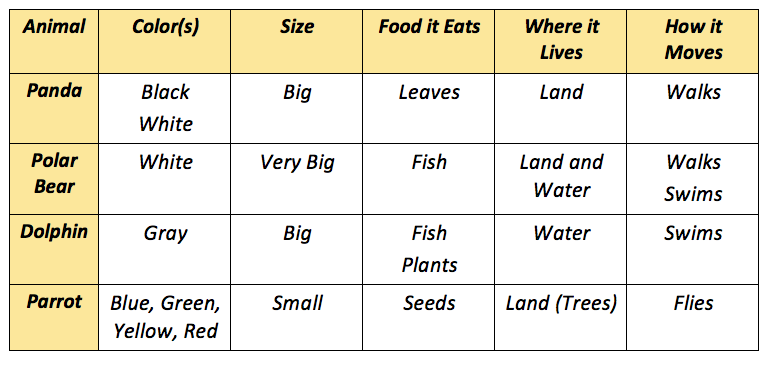 Animal Color(s) Size Food it Eats Where it Lives How it Moves
Panda Black White Big Leaves Land Walks
Polar Bear White Very Big Fish Land and Water Walks Swims
Dolphin Gray Big Fish Plants Water Swims
Parrot Blue, Green, Yellow, Red Small Seeds Land (Trees) Flies